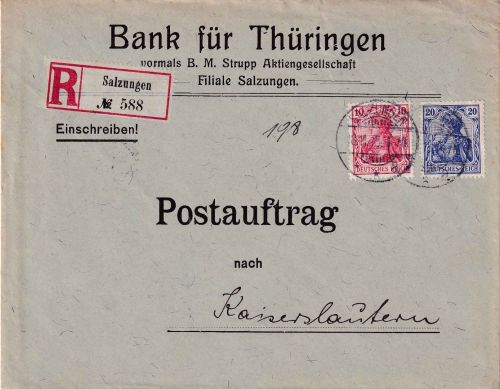 Bank für Thüringen
vormals B. M. Strupp Aktiengesellschaft
Filiale Salzungen.
R
Salzungen
№ 588
Einschreiben!
198
10 10
DEUTSCHES REICH
20 20
DEUTSCHES REICH
Postauftrag
nach
Kaiserslautern